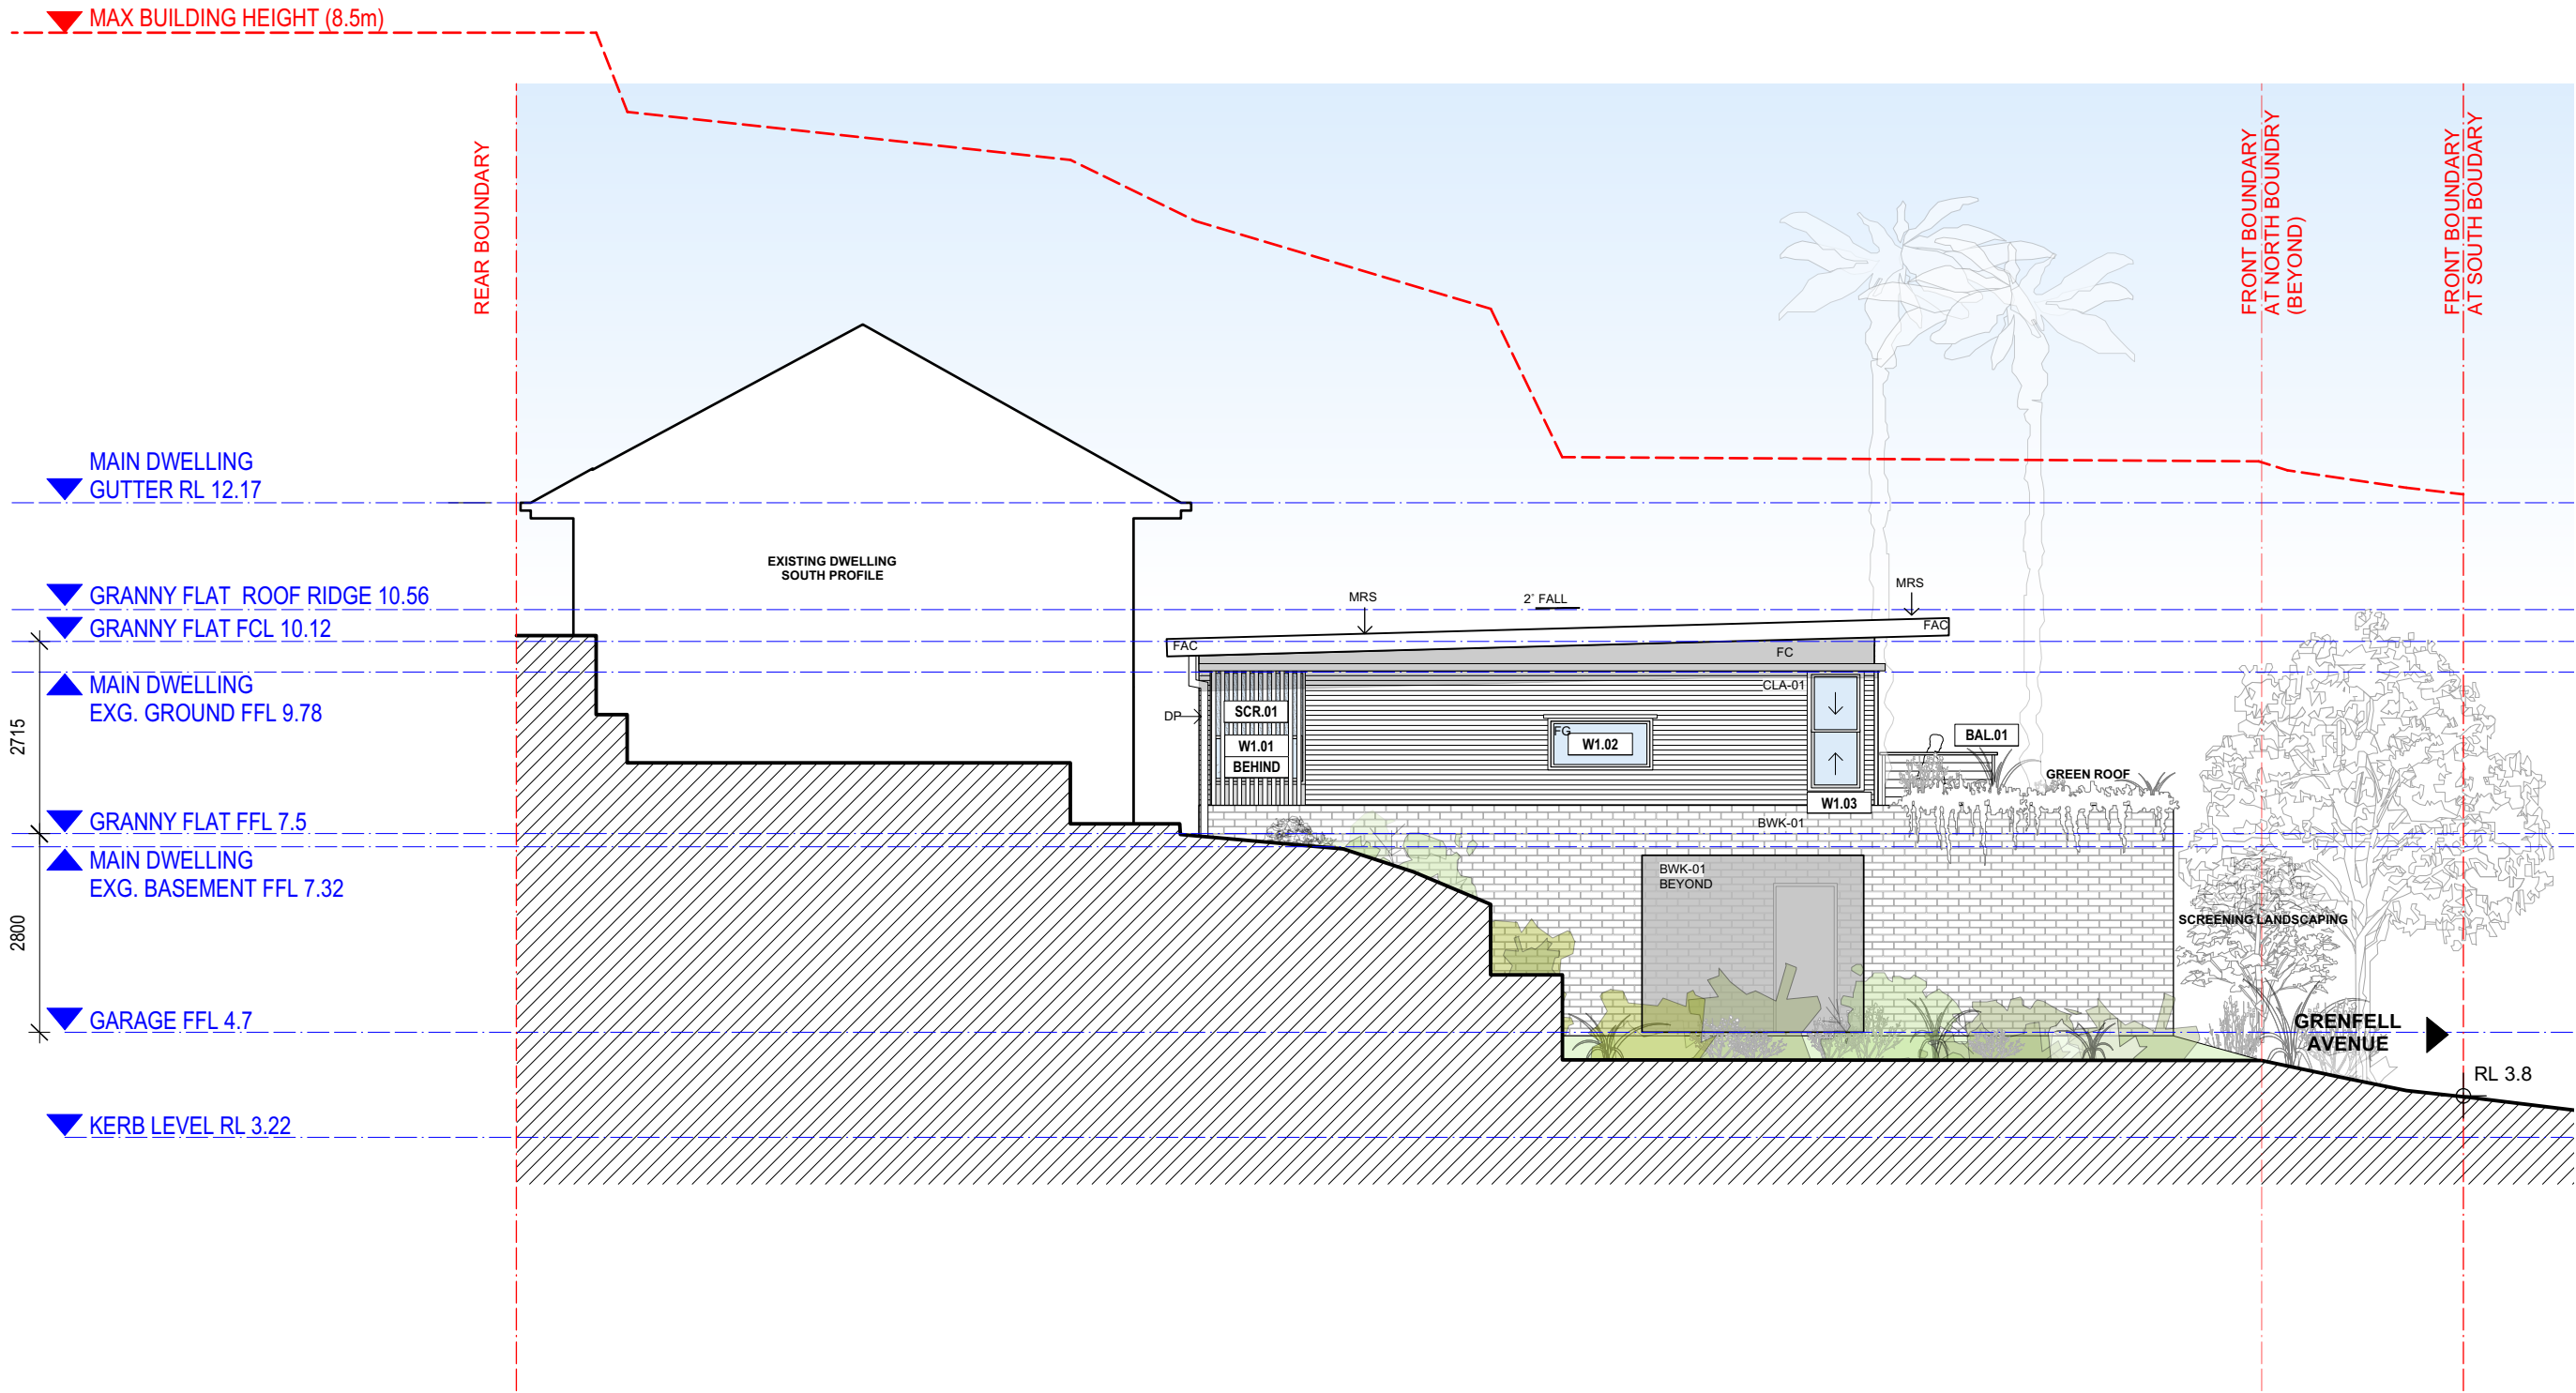 MAX BUILDING HEIGHT (8.5m)
REAR BOUNDARY
FRONT BOUNDARY
AT NORTH BOUNDRY
(BEYOND)
FRONT BOUNDARY
AT SOUTH BOUDARY
MAIN DWELLING
GUTTER RL 12.17
EXISTING DWELLING
SOUTH PROFILE
GRANNY FLAT ROOF RIDGE 10.56
GRANNY FLAT FCL 10.12
MAIN DWELLING
EXG. GROUND FFL 9.78
2715
GRANNY FLAT FFL 7.5
MAIN DWELLING
EXG. BASEMENT FFL 7.32
2800
GARAGE FFL 4.7
KERB LEVEL RL 3.22
MRS
2° FALL
MRS
FAC
FAC
FC
CLA-01
DP
SCR.01
W1.01
BEHIND
FG
W1.02
W1.03
BAL.01
GREEN ROOF
BWK-01
BWK-01
BEYOND
SCREENING LANDSCAPING
GRENFELL
AVENUE
RL 3.8